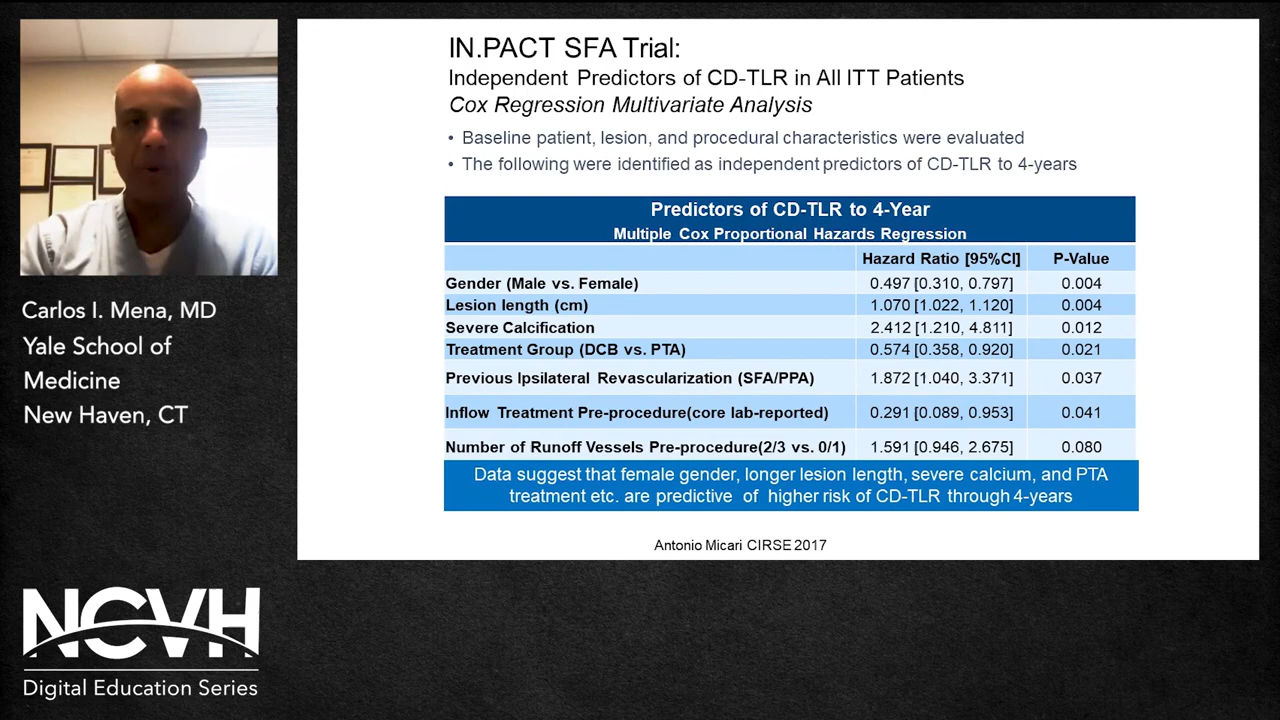 IN.PACT SFA Trial:
Independent Predictors of CD-TLR in All ITT Patients
Cox Regression Multivariate Analysis
• Baseline patient, lesion, and procedural characteristics were evaluated
• The following were identified as independent predictors of CD-TLR to 4-years
Predictors of CD-TLR to 4-Year
Multiple Cox Proportional Hazards Regression
Hazard Ratio [95%CI] P-Value
Gender (Male vs. Female) 0.497 [0.310, 0.797] 0.004
Lesion length (cm) 1.070 [1.022, 1.120] 0.004
Severe Calcification 2.412 [1.210, 4.811] 0.012
Treatment Group (DCB vs. PTA) 0.574 [0.358, 0.920] 0.021
Previous Ipsilateral Revascularization (SFA/PPA) 1.872 [1.040, 3.371] 0.037
Inflow Treatment Pre-procedure(core lab-reported) 0.291 [0.089, 0.953] 0.041
Number of Runoff Vessels Pre-procedure(2/3 vs. 0/1) 1.591 [0.946, 2.675] 0.080
Data suggest that female gender, longer lesion length, severe calcium, and PTA
treatment etc. are predictive of higher risk of CD-TLR through 4-years
Antonio Micari CIRSE 2017
Carlos I. Mena, MD
Yale School of
Medicine
New Haven, CT
NCVH
Digital Education Series